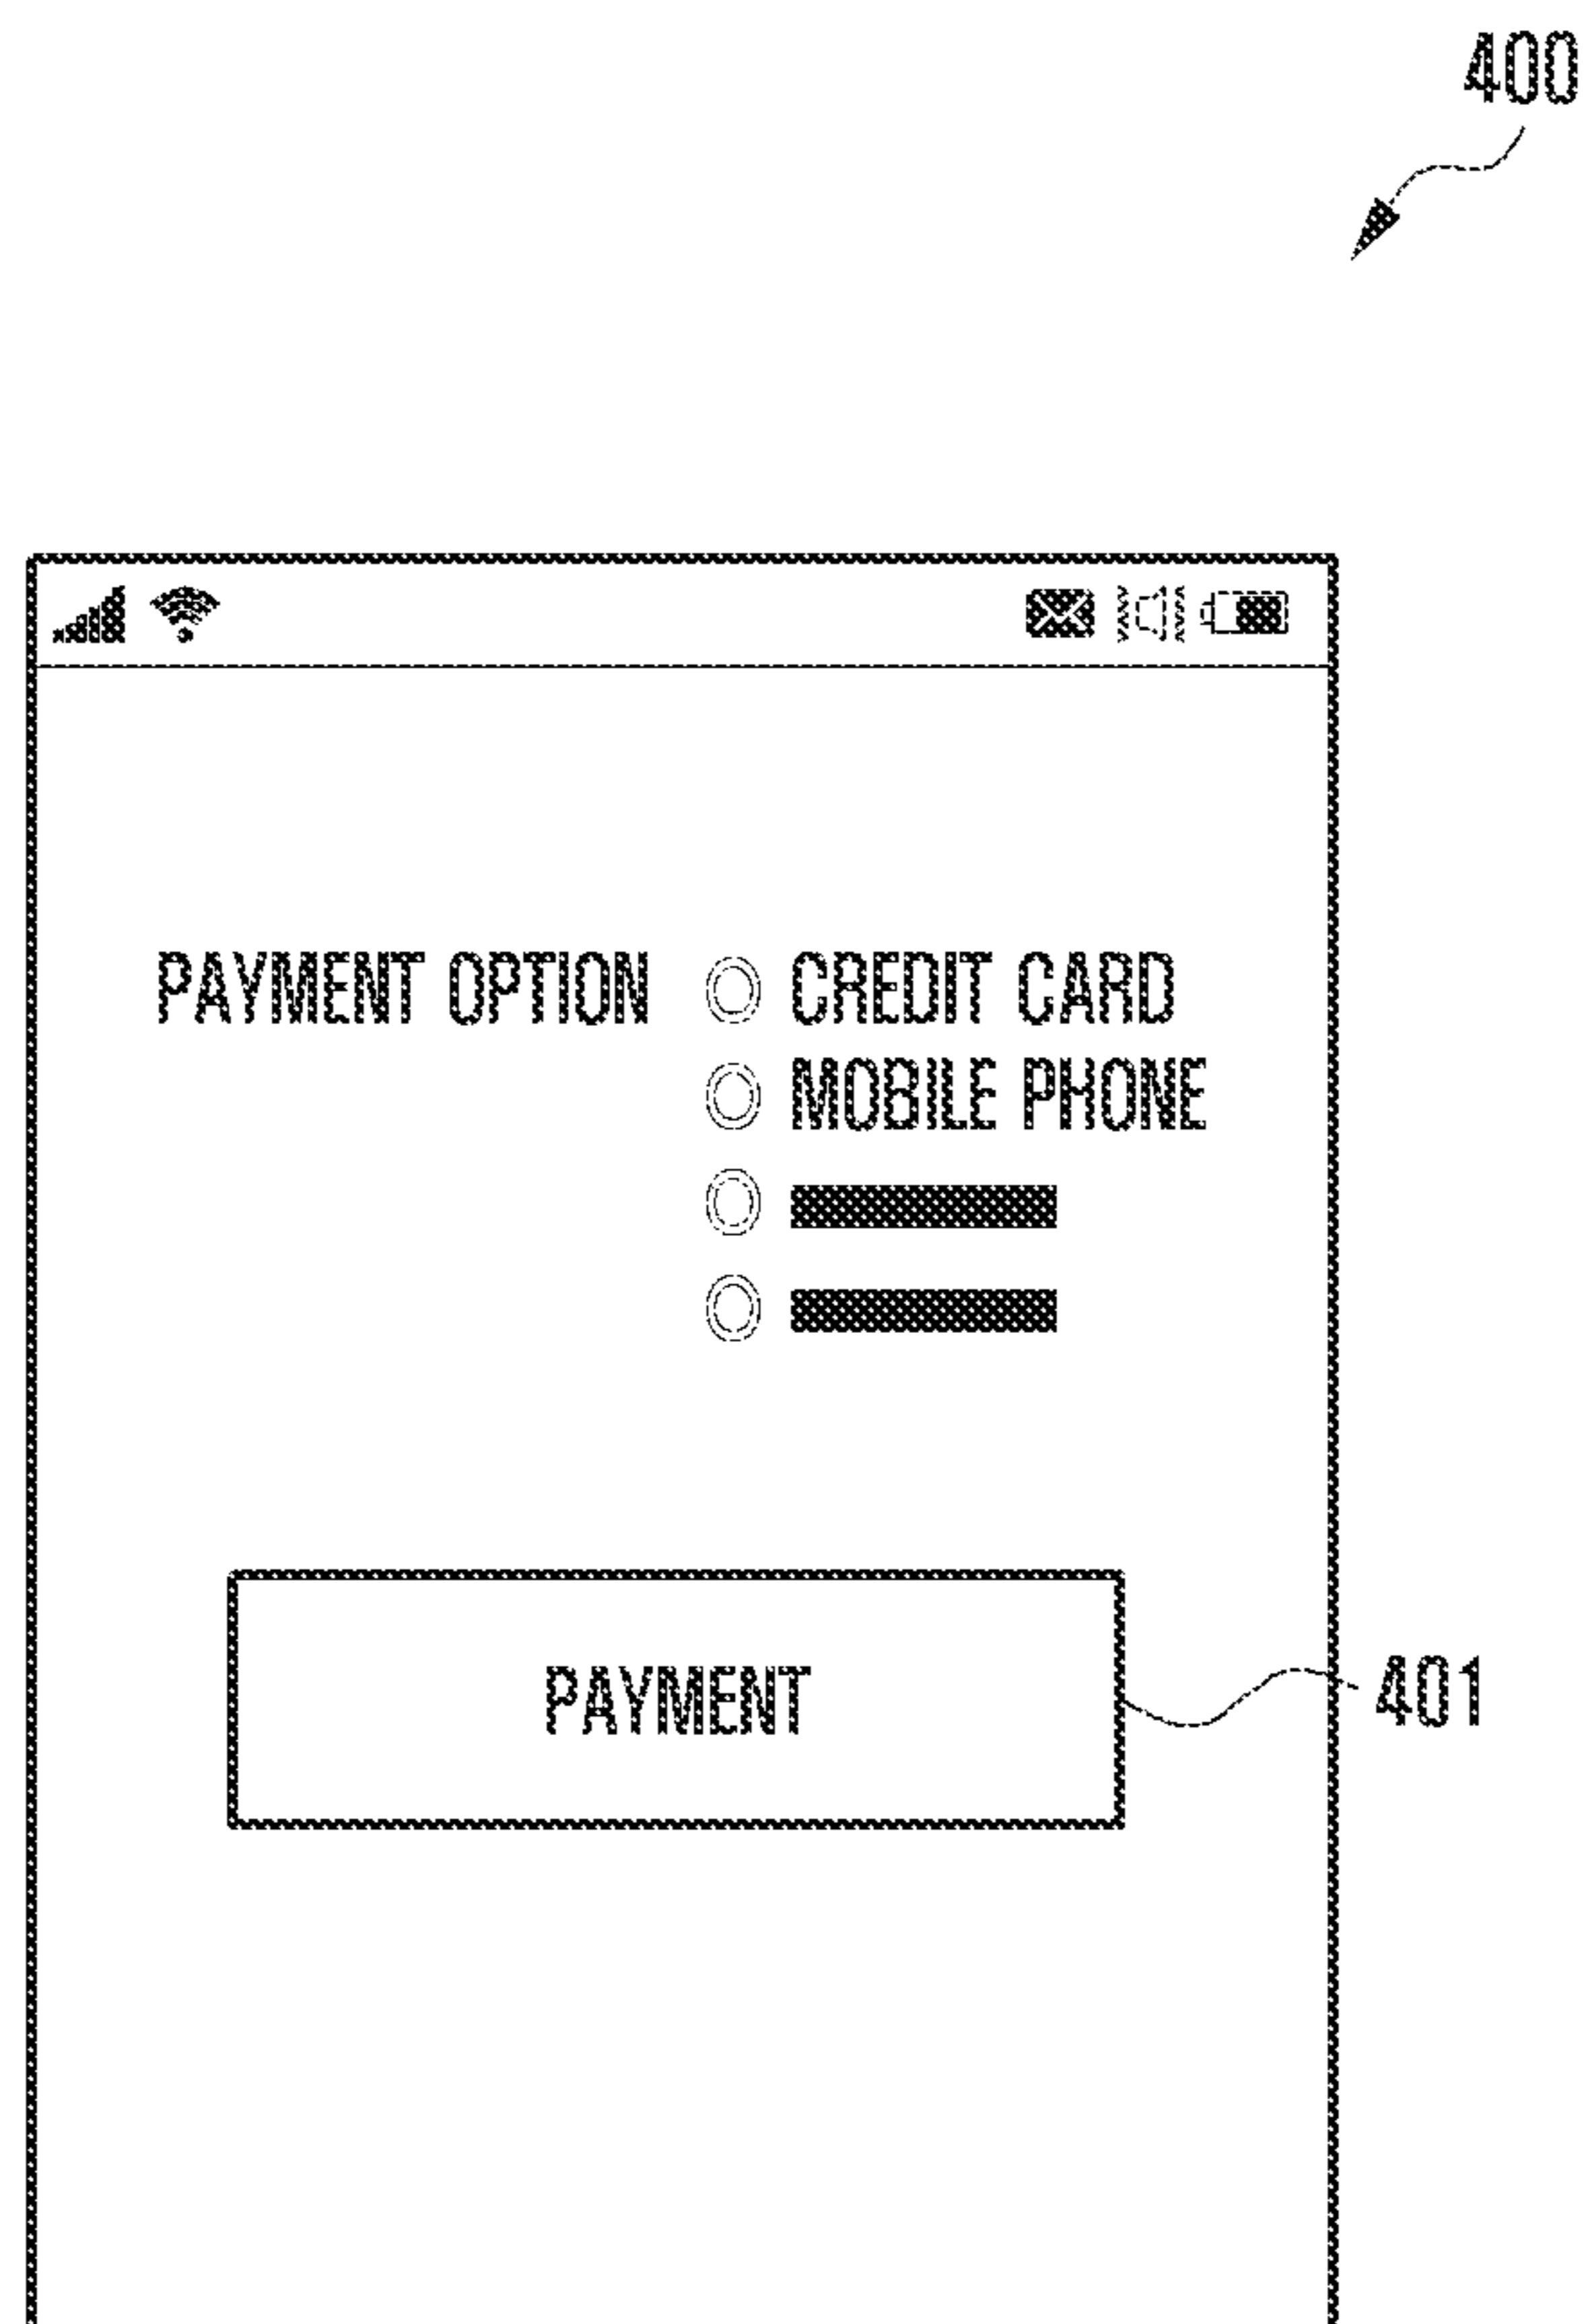 400
PAYMENT OPTION CREDIT CARD
MOBILE PHONE
PAYMENT
401